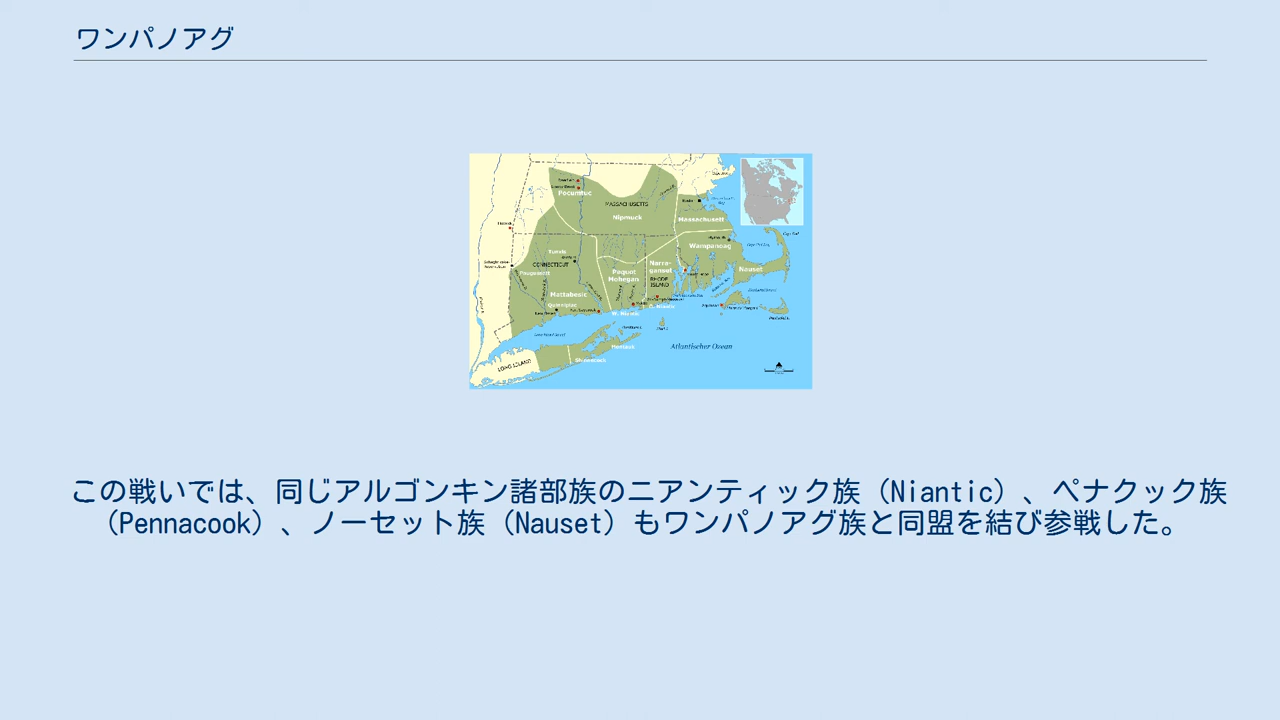 ワンパノアグ
Pocumtuc
MASSACHUSETTS
Nipmuck
Massachusett
Wampanoag
Nauset
Tunxis
CONNECTICUT
Paugussett
Pequot
Mohegan
Narra-
ganset
RHODE
ISLAND
Mattabesic
Quinnipiac
W. Niantic
Montauk
Shinnecock
LONG ISLAND
Atlantischer Ozean
この戦いでは、同じアルゴンキン諸部族のニアンティック族（Niantic）、ペナクック族
（Pennacook）、ノーセット族（Nauset）もワンパノアグ族と同盟を結び参戦した。